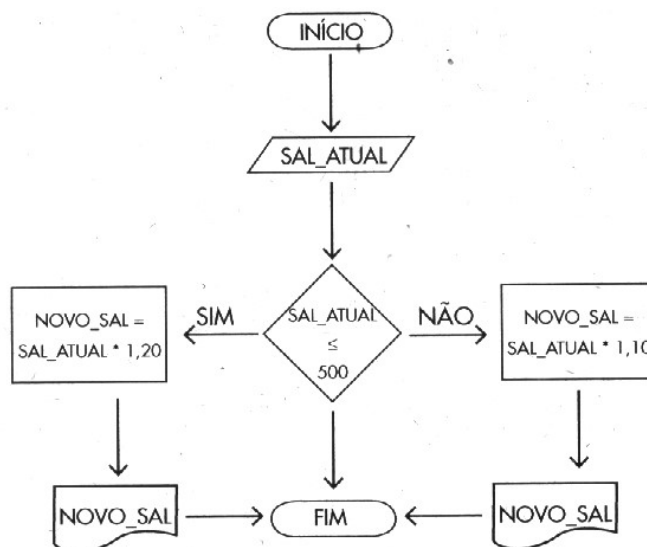 INÍCIO
SAL_ATUAL
NOVO_SAL =
SAL_ATUAL * 1,20
SIM
SAL_ATUAL
≤
500
NÃO
NOVO_SAL =
SAL_ATUAL * 1,10
NOVO_SAL
FIM
NOVO_SAL